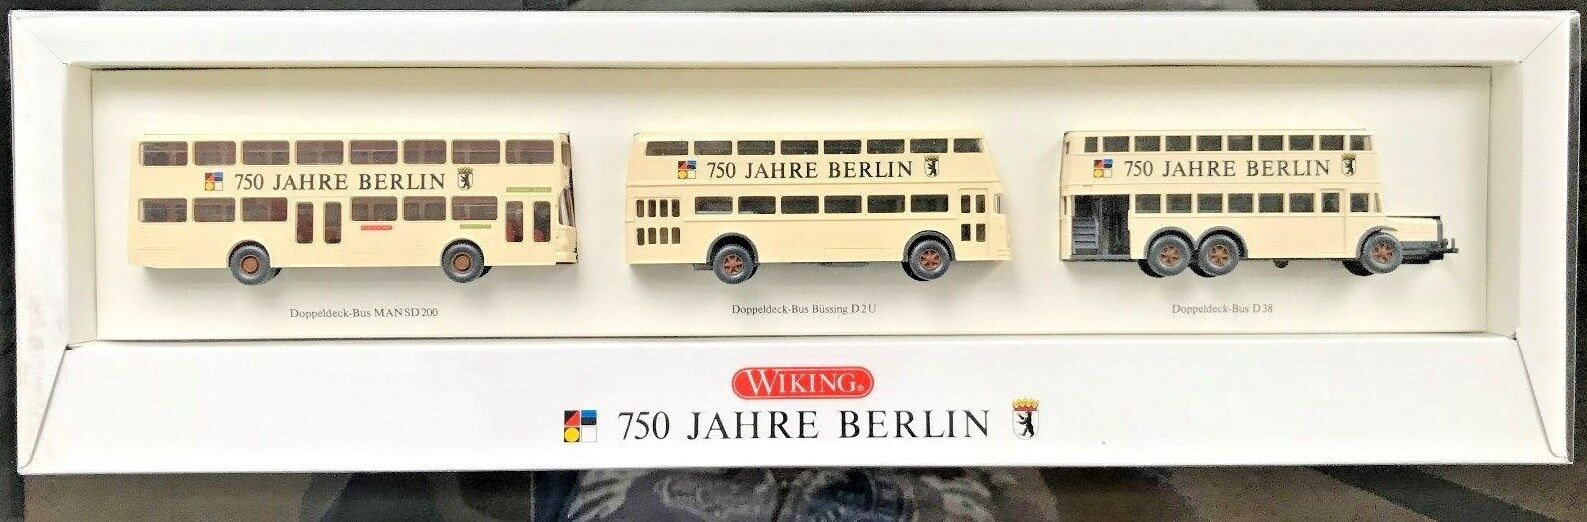 750 JAHRE BERLIN
750 JAHRE BERLIN
750 JAHRE BERLIN
Doppeldeck-Bus MAN SD 200
Doppeldeck-Bus Büssing D 2 U
Doppeldeck-Bus D 38
WIKING®
750 JAHRE BERLIN